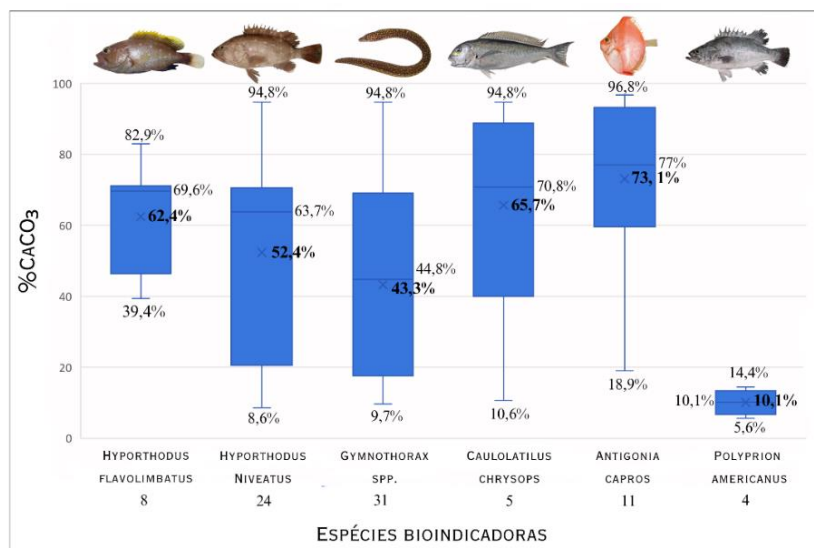 100
80
60
40
20
0
%CACO3
82,9%
69,6%
62,4%
39,4%
94,8%
63,7%
52,4%
8,6%
94,8%
44,8%
43,3%
9,7%
94,8%
70,8%
65,7%
10,6%
96,8%
77%
73, 1%
18,9%
14,4%
10,1%
10,1%
5,6%
HYPORTHODUS
FLAVOLIMBATUS
8
HYPORTHODUS
NIVEATUS
24
GYMNOTHORAX
SPP.
31
CAULOLATILUS
CHRYSOPS
5
ANTIGONIA
CAPROS
11
POLYPRION
AMERICANUS
4
ESPÉCIES BIOINDICADORAS